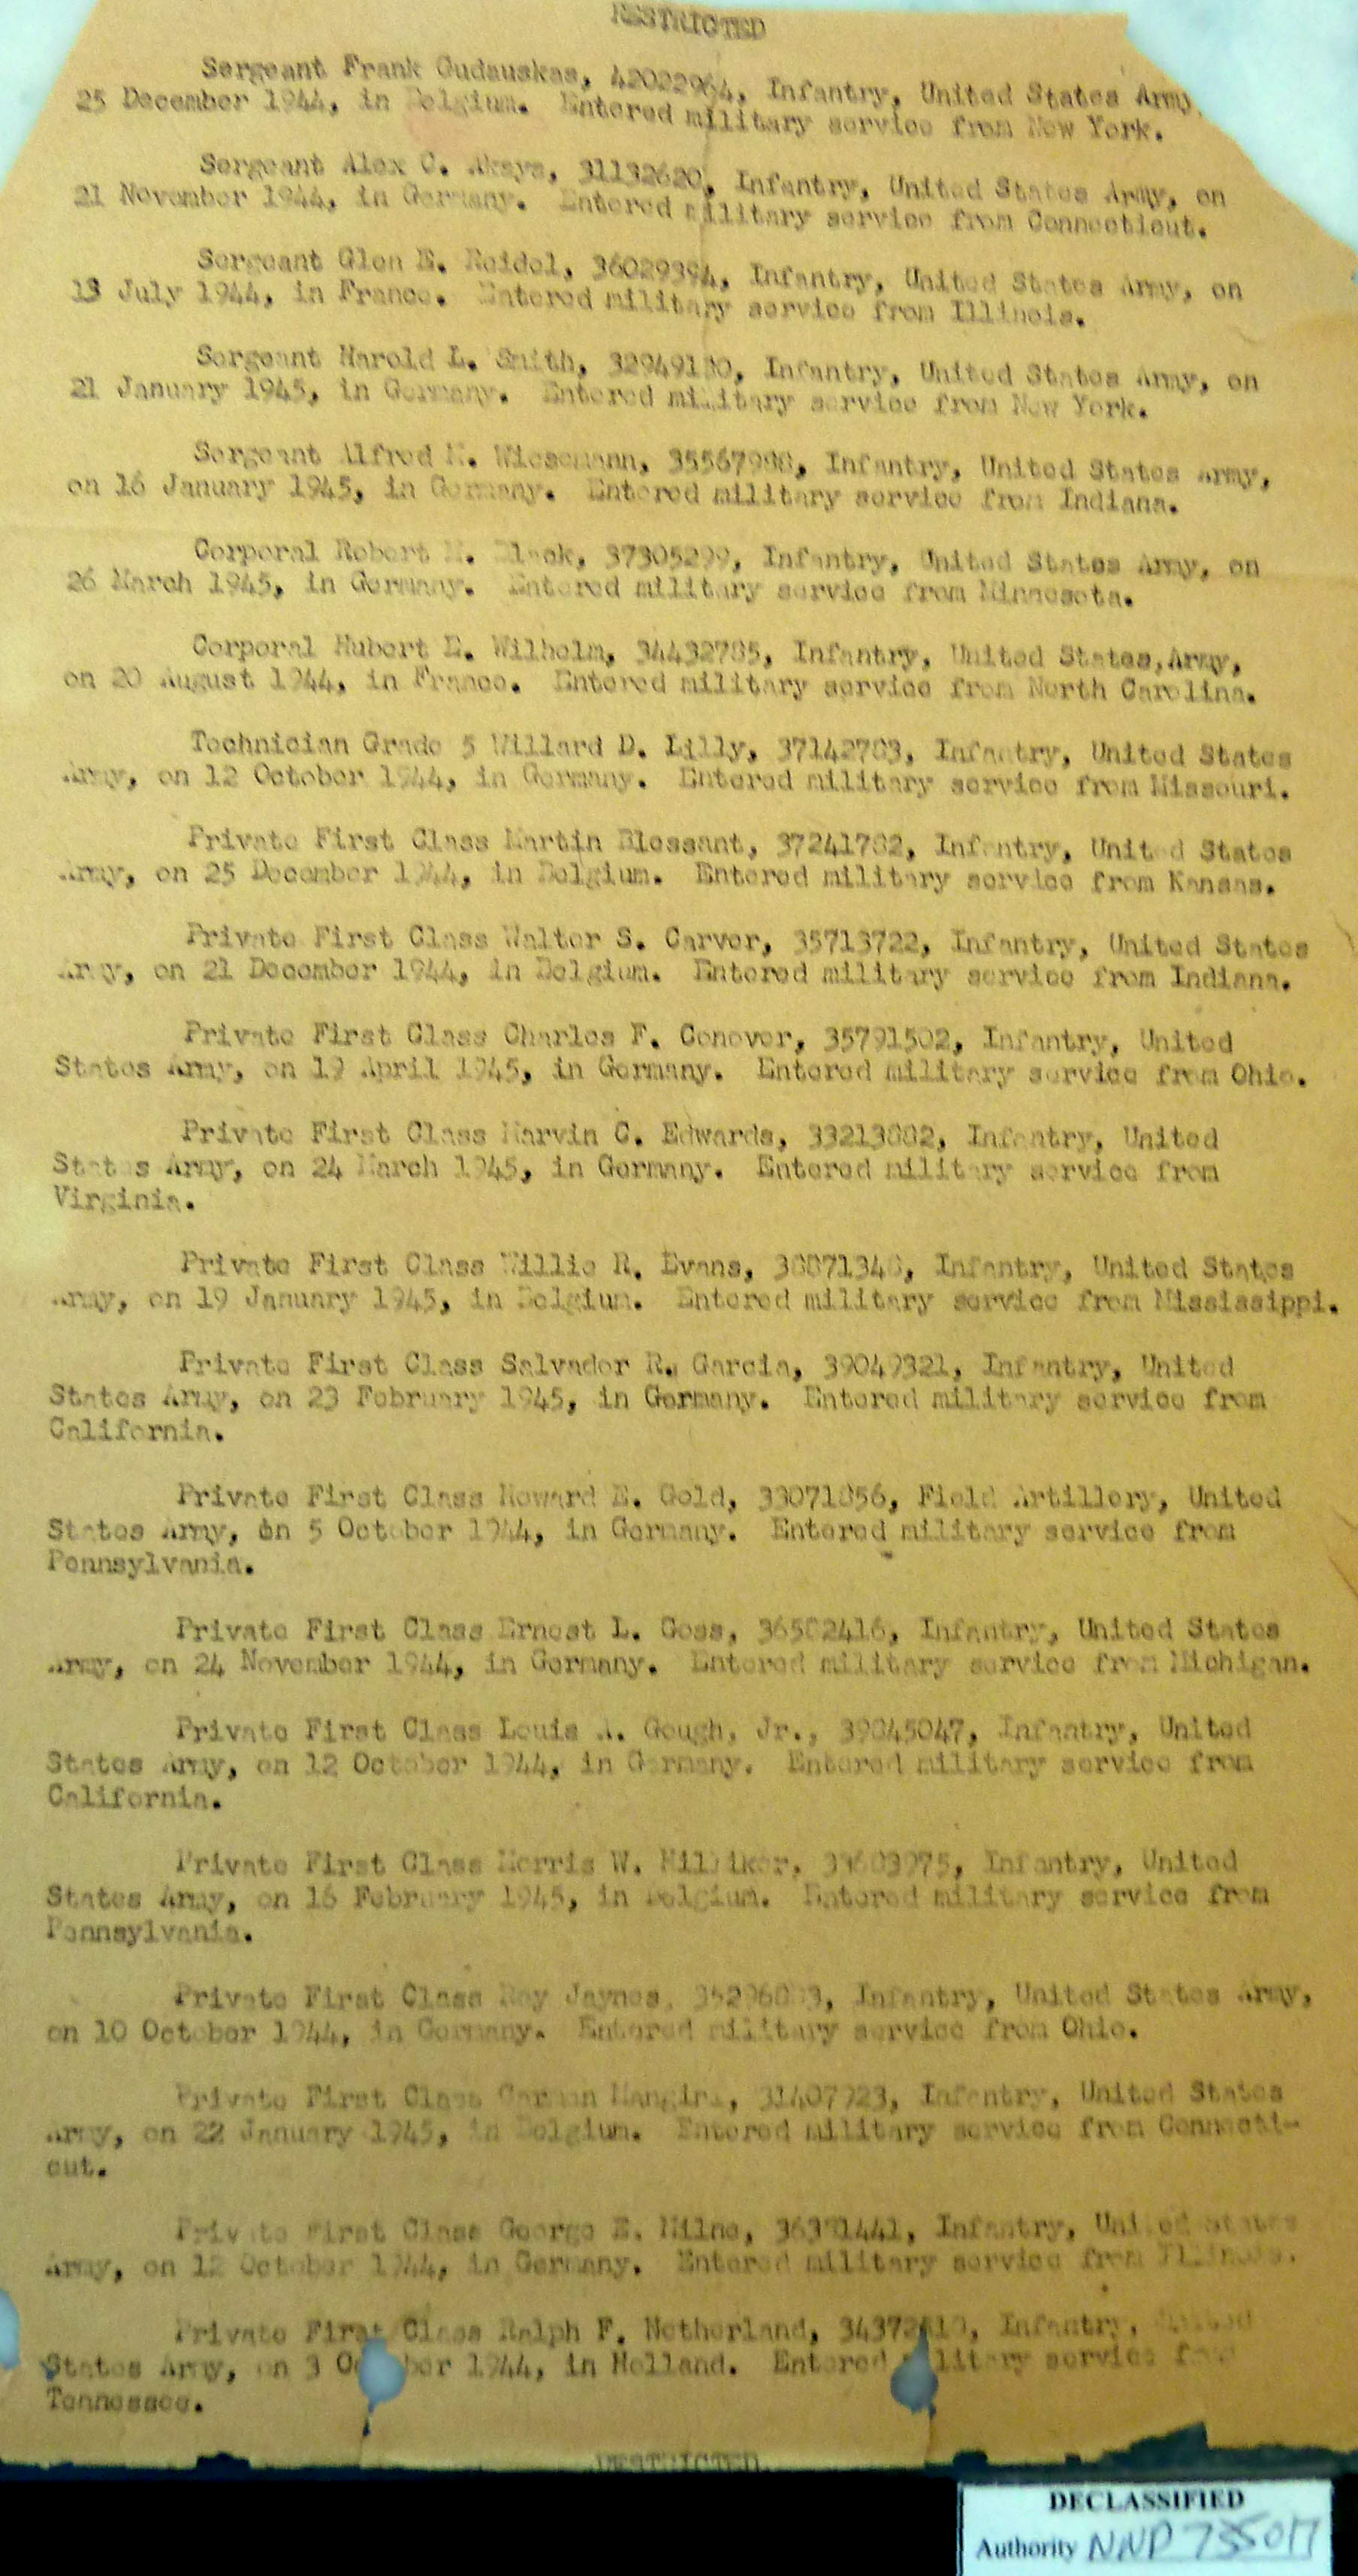 RESTRICTED
Sergeant Frank Gudauskas, 42022964, Infantry, United States Army
25 December 1944, in Belgium. Entered military service from New York.
Sergeant Alex C. 31132620, Infantry, United States Army, on
21 November 1944, in Germany. Entered military service from Connecticut.
Sergeant Glen E. Reidel, 36029394, Infantry, United States Army, on
13 July 1944, in France. Entered military service from Illinois.
Sergeant Harold L. Smith, Infantry, United States Army, on
21 January 1945, in Germany. Entered military service from New York.
Sergeant Alfred Wiesemann, Infantry, United States Army,
on 16 January 1945, in Germany. Entered military service from Indiana.
Corporal Robert 37305299, Infantry, United States Army, on
26 March 1945, in Germany. Entered military service from Minnesota.
Corporal Hubert E. Wilhelm, 34432785, Infantry, United States, Army,
on 20 August 1944, in France. Entered military service from North Carolina.
Technician Grade 5 Willard D. Lilly, 37142783, Infantry, United States
Army, on 12 October 1944, in Germany. Entered military service from Missouri.
Private First Class Martin Blessant, 37241782, Infantry, United States
Army, on 25 December 1944, in Belgium. Entered military service from Kansas.
Private First Class Walter S. Carver, 35713722, Infantry, United States
Army, on 21 December 1944, in Belgium. Entered military service from Indiana.
Private First Class Charles F. Conover, 35791502, Infantry, United
States Army, on 19 April 1945, in Germany. Entered military service from Ohio.
Private First Class Marvin C. Edwards, Infantry, United
States Army, on 24 March 1945, in Germany. Entered military service from
Virginia.
Private First Class Willie R. Evans, Infantry, United States
Army, on 19 January 1945, in Belgium. Entered military service from Mississippi.
Private First Class Salvador R. Garcia, 39049321, Infantry, United
States Army, on 23 February 1945, in Germany. Entered military service from
California.
Private First Class Howard E. Gold, 33071856, Field Artillery, United
States Army, on 5 October 1944, in Germany. Entered military service from
Pennsylvania.
Private First Class Ernest L. Goss, 36582416, Infantry, United States
Army, on 24 November 1944, in Germany. Entered military service from Michigan.
Private First Class Louis A. Gough, Jr., 39845047, Infantry, United
States Army, on 12 October 1944, in Germany. Entered military service from
California.
Private First Class Morris W. Infantry, United
States Army, on 16 February 1945, in Belgium. Entered military service from
Pennsylvania.
Private First Class Ray Jaynes, Infantry, United States Army,
on 10 October 1944, in Germany. Entered military service from Ohio.
Private First Class 31407923, Infantry, United States
Army, on 22 January 1945, in Belgium. Entered military service from Connecti-
cut.
Private First Class George E. Milne, Infantry, United States
Army, on 12 October 1944, in Germany. Entered military service from Illinois.
Private First Class Ralph F. Netherland, Infantry, United
States Army, on 3 October 1944, in Holland. Entered military service from
Tennessee.
RESTRICTED
DECLASSIFIED
Authority NND 735017